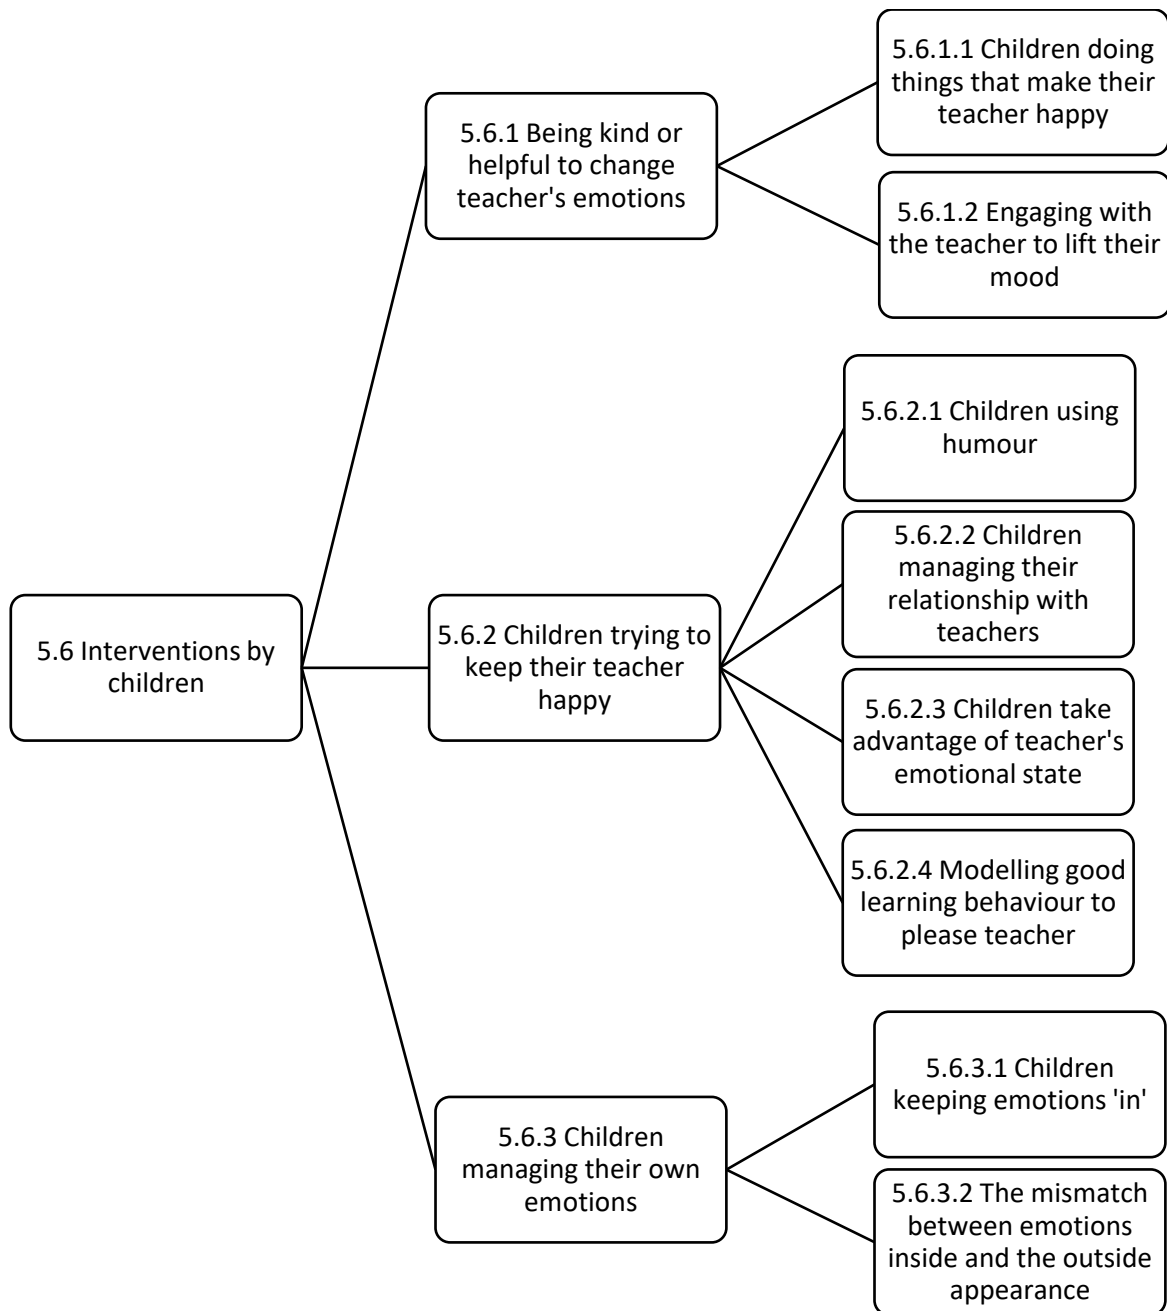 5.6 Interventions by
children
5.6.1 Being kind or
helpful to change
teacher's emotions
5.6.1.1 Children doing
things that make their
teacher happy
5.6.1.2 Engaging with
the teacher to lift their
mood
5.6.2 Children trying to
keep their teacher
happy
5.6.2.1 Children using
humour
5.6.2.2 Children
managing their
relationship with
teachers
5.6.2.3 Children take
advantage of teacher's
emotional state
5.6.2.4 Modelling good
learning behaviour to
please teacher
5.6.3 Children
managing their own
emotions
5.6.3.1 Children
keeping emotions 'in'
5.6.3.2 The mismatch
between emotions
inside and the outside
appearance